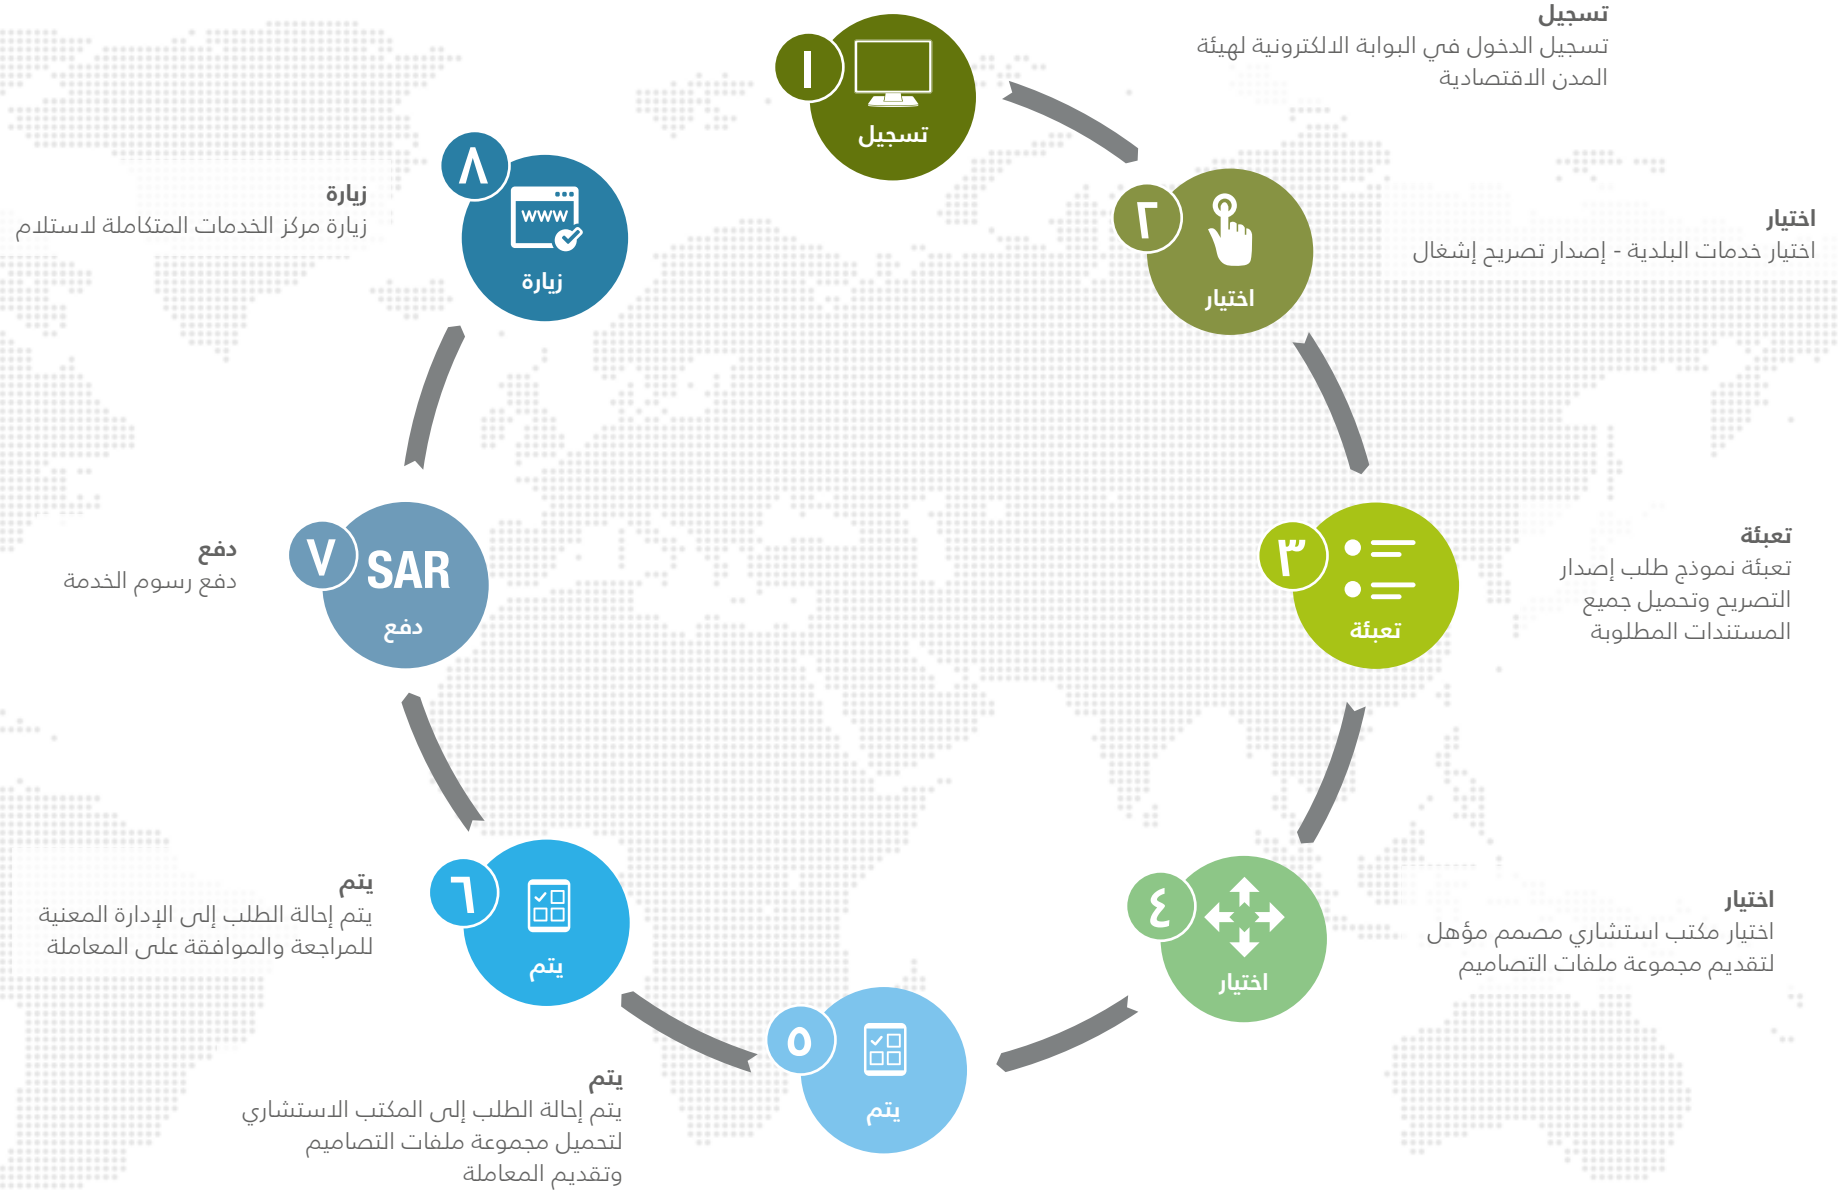 تسجيل
تسجيل الدخول في البوابة الالكترونية لهيئة
المدن الاقتصادية
١
تسجيل
اختيار
اختيار خدمات البلدية - إصدار تصريح إشغال
٢
اختيار
تعبئة
تعبئة نموذج طلب إصدار
التصريح وتحميل جميع
المستندات المطلوبة
٣
تعبئة
اختيار
اختيار مكتب استشاري مصمم مؤهل
لتقديم مجموعة ملفات التصاميم
٤
اختيار
يتم
يتم إحالة الطلب إلى المكتب الاستشاري
لتحميل مجموعة ملفات التصاميم
وتقديم المعاملة
٥
يتم
يتم
يتم إحالة الطلب إلى الإدارة المعنية
للمراجعة والموافقة على المعاملة
٦
يتم
دفع
دفع رسوم الخدمة
٧
SAR
دفع
زيارة
زيارة مركز الخدمات المتكاملة لاستلام
٨
WWW
زيارة